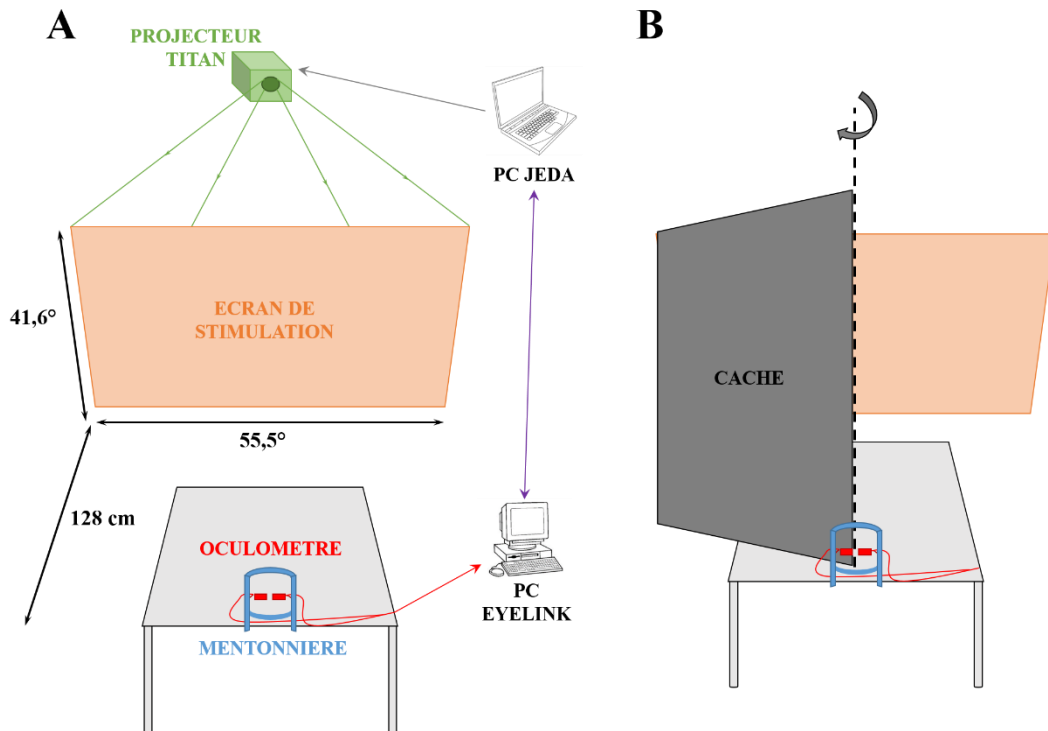 A
PROJECTEUR
TITAN
PC JEDA
41,6°
ECRAN DE
STIMULATION
55,5°
128 cm
OCULOMETRE
PC
EYELINK
MENTONNIERE
B
CACHE